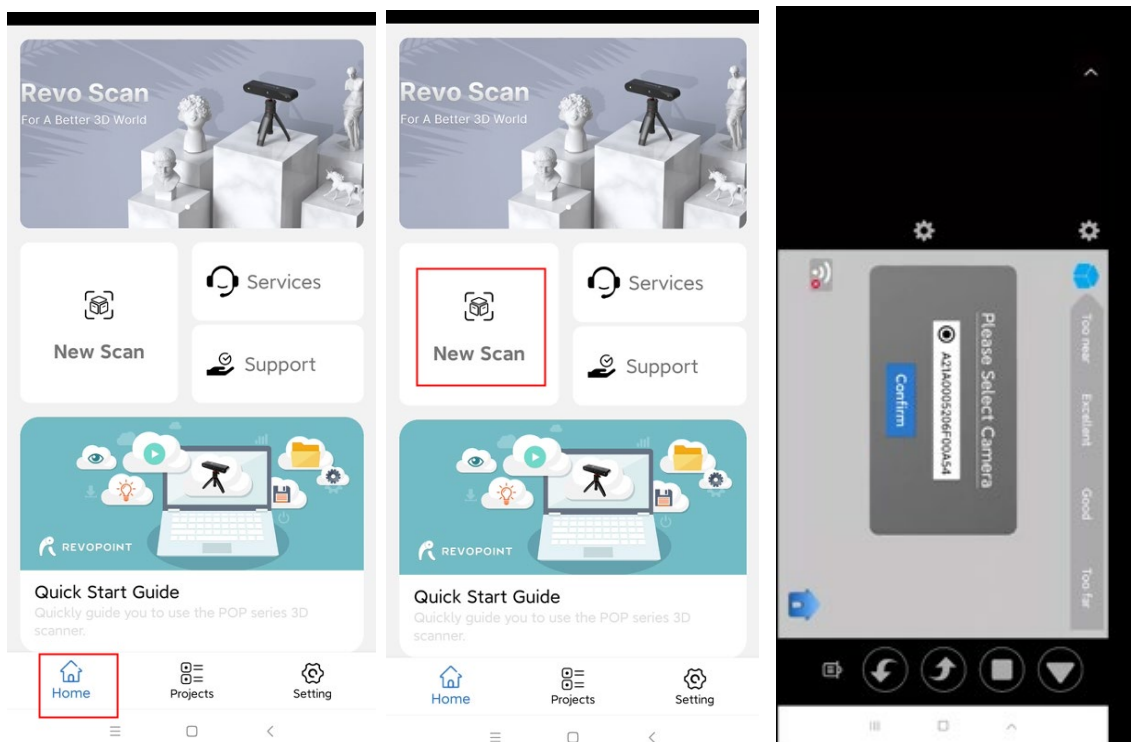 Revo Scan
For A Better 3D World
New Scan
Services
Support
REVOPOINT
Quick Start Guide
Quickly guide you to use the POP series 3D
scanner.
Home
Projects
Setting
Revo Scan
For A Better 3D World
New Scan
Services
Support
REVOPOINT
Quick Start Guide
Quickly guide you to use the POP series 3D
scanner.
Home
Projects
Setting
Too near
Excellent
Good
Too far
Please Select Camera
A21A0005206F00A54
Confirm